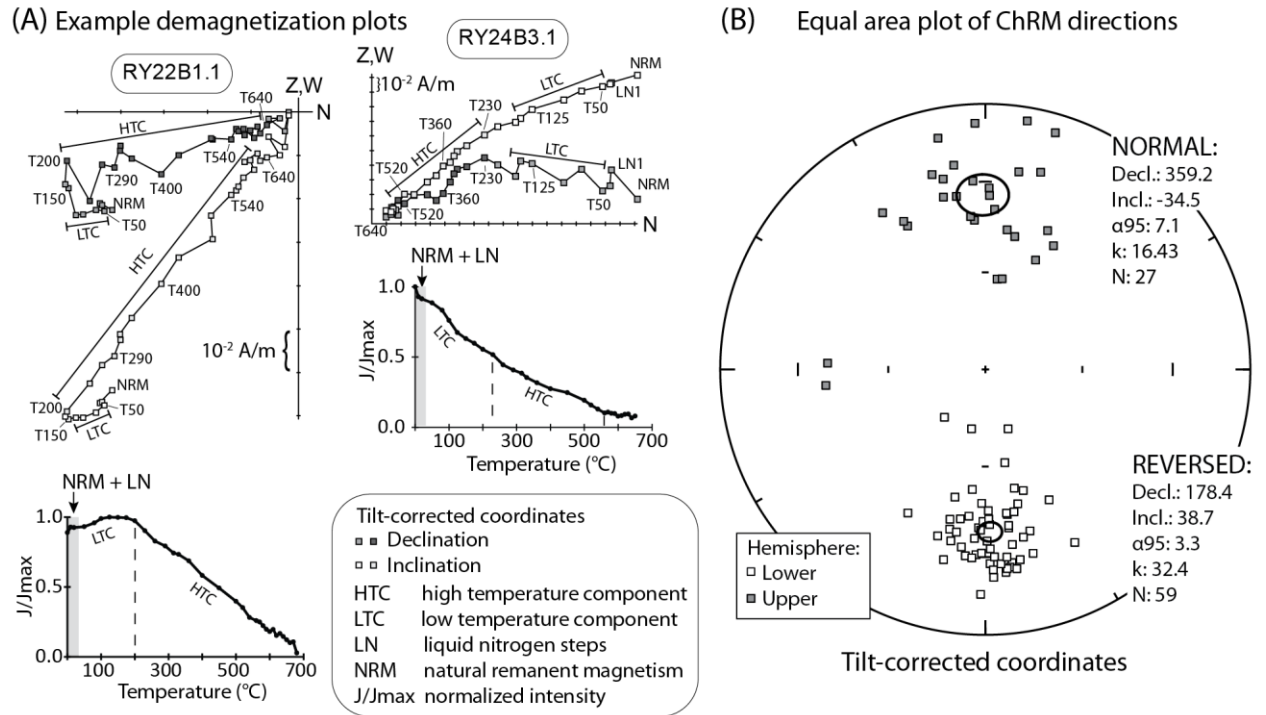 (A) Example demagnetization plots
RY22B1.1
Z,W
N
T640
HTC
T200
T540
T290
T150
T400
NRM
T50
LTC
T640
T540
HTC
T400
10⁻² A/m {
T290
NRM
T200
T50
T150
LTC
RY24B3.1
Z,W
}10⁻² A/m
NRM
LTC
LN1
T50
T230
T125
T360
HTC
T520
LTC
LN1
T230
T125
NRM
T360
T50
T520
N
T640
NRM + LN
1.0
LTC
J/Jmax
0.5
HTC
0.0
100
300
500
700
Temperature (°C)
NRM + LN
1.0
LTC
J/Jmax
0.5
HTC
0.0
100
300
500
700
Temperature (°C)
Tilt-corrected coordinates
Declination
Inclination
HTC high temperature component
LTC low temperature component
LN liquid nitrogen steps
NRM natural remanent magnetism
J/Jmax normalized intensity
(B) Equal area plot of ChRM directions
NORMAL:
Decl.: 359.2
Incl.: -34.5
α95: 7.1
k: 16.43
N: 27
REVERSED:
Decl.: 178.4
Incl.: 38.7
α95: 3.3
k: 32.4
N: 59
Hemisphere:
Lower
Upper
Tilt-corrected coordinates